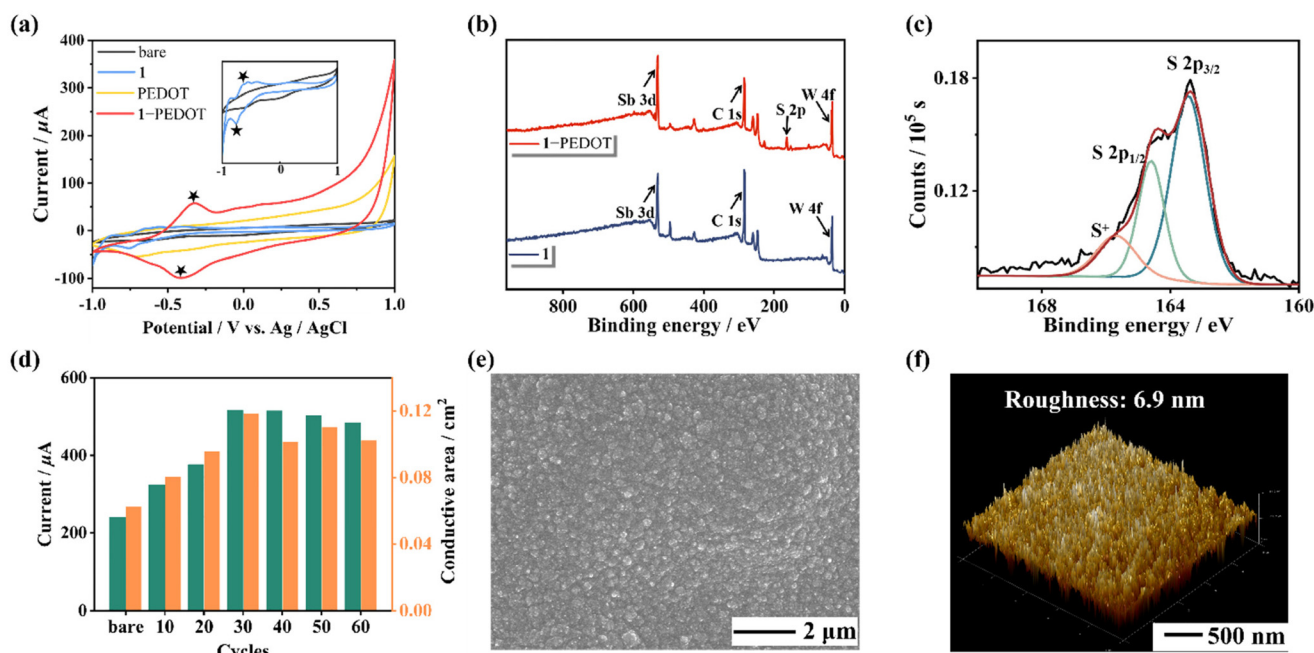 (a)
400
300
200
100
0
-100
Current / μA
bare
1
PEDOT
1-PEDOT
-1 0 1
-1.0 -0.5 0.0 0.5 1.0
Potential / V vs. Ag / AgCl
(b)
Sb 3d
C 1s
S 2p
W 4f
1-PEDOT
Sb 3d
C 1s
W 4f
1
800 600 400 200 0
Binding energy / eV
(c)
0.18
0.12
Counts / 10⁵ s
S 2p3/2
S 2p1/2
S⁺
168 164 160
Binding energy / eV
(d)
600
400
200
0
Current / μA
0.12
0.08
0.04
0.00
Conductive area / cm²
bare 10 20 30 40 50 60
Cycles
(e)
2 μm
(f)
Roughness: 6.9 nm
500 nm